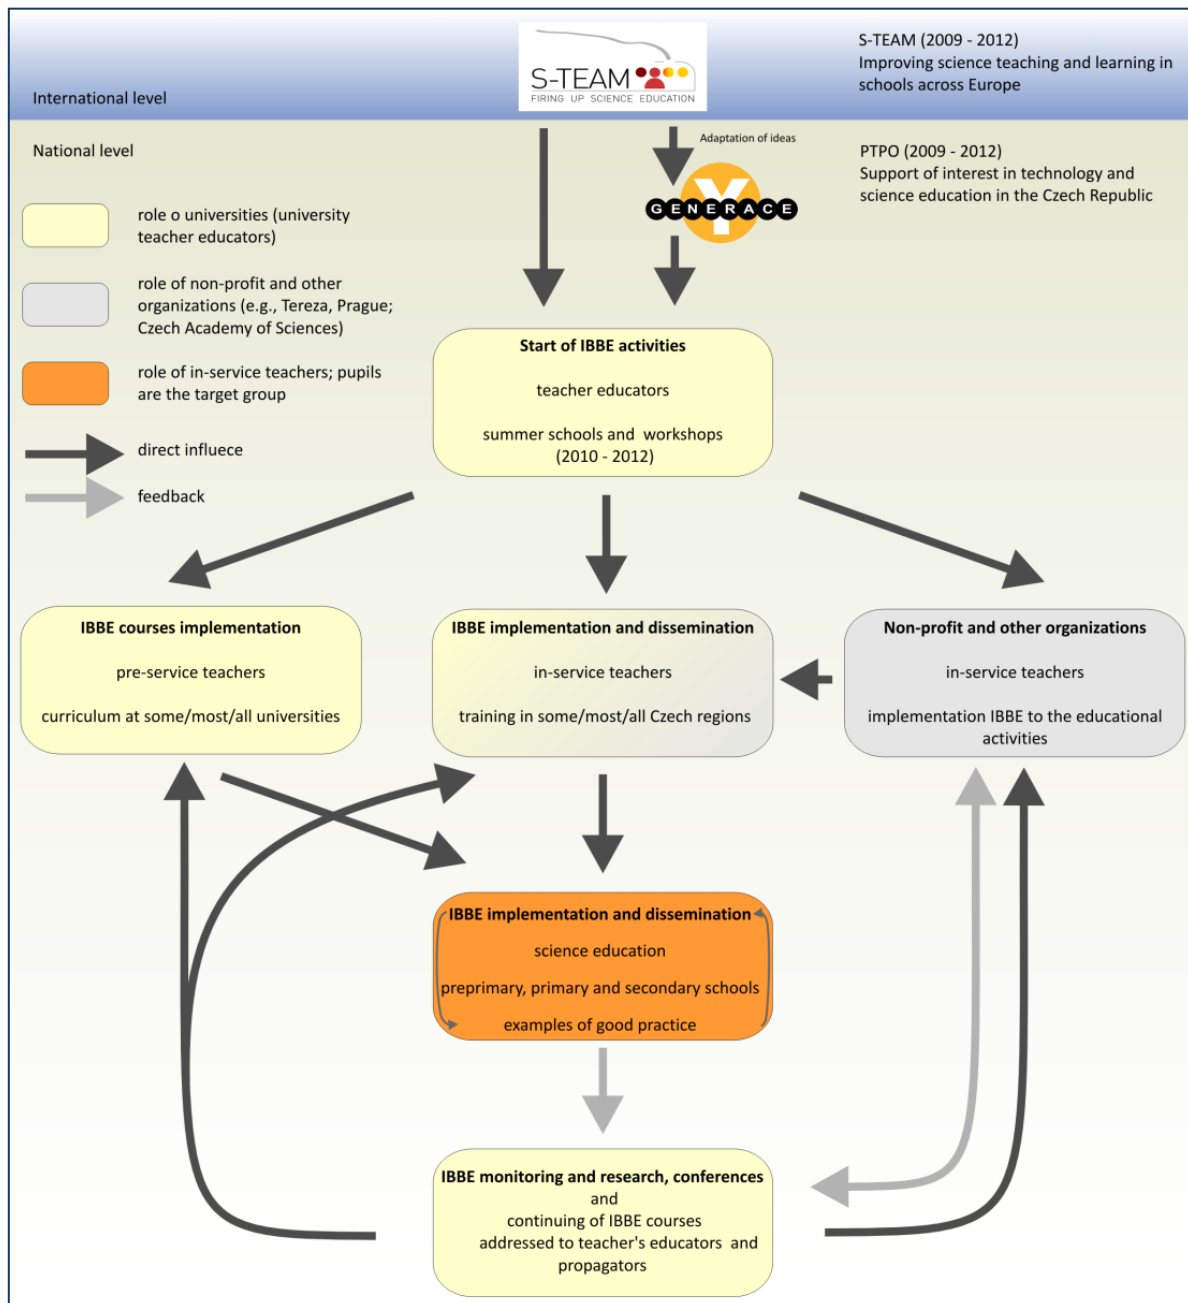 S-TEAM
FIRING UP SCIENCE EDUCATION
S-TEAM (2009 - 2012)
Improving science teaching and learning in
schools across Europe
International level
National level
Adaptation of ideas
PTPO (2009 - 2012)
Support of interest in technology and
science education in the Czech Republic
Y
GENERACE
role o universities (university
teacher educators)
role of non-profit and other
organizations (e.g., Tereza, Prague;
Czech Academy of Sciences)
role of in-service teachers; pupils
are the target group
direct influece
feedback
Start of IBBE activities
teacher educators
summer schools and workshops
(2010 - 2012)
IBBE courses implementation
pre-service teachers
curriculum at some/most/all universities
IBBE implementation and dissemination
in-service teachers
training in some/most/all Czech regions
Non-profit and other organizations
in-service teachers
implementation IBBE to the educational
activities
IBBE implementation and dissemination
science education
preprimary, primary and secondary schools
examples of good practice
IBBE monitoring and research, conferences
and
continuing of IBBE courses
addressed to teacher's educators and
propagators